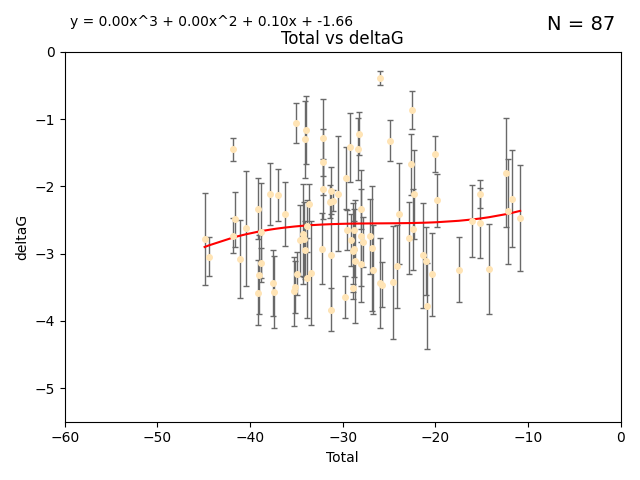 y = 0.00x^3 + 0.00x^2 + 0.10x + -1.66
N = 87
Total vs deltaG
deltaG
0
−1
−2
−3
−4
−5
−60
−50
−40
−30
−20
−10
0
Total